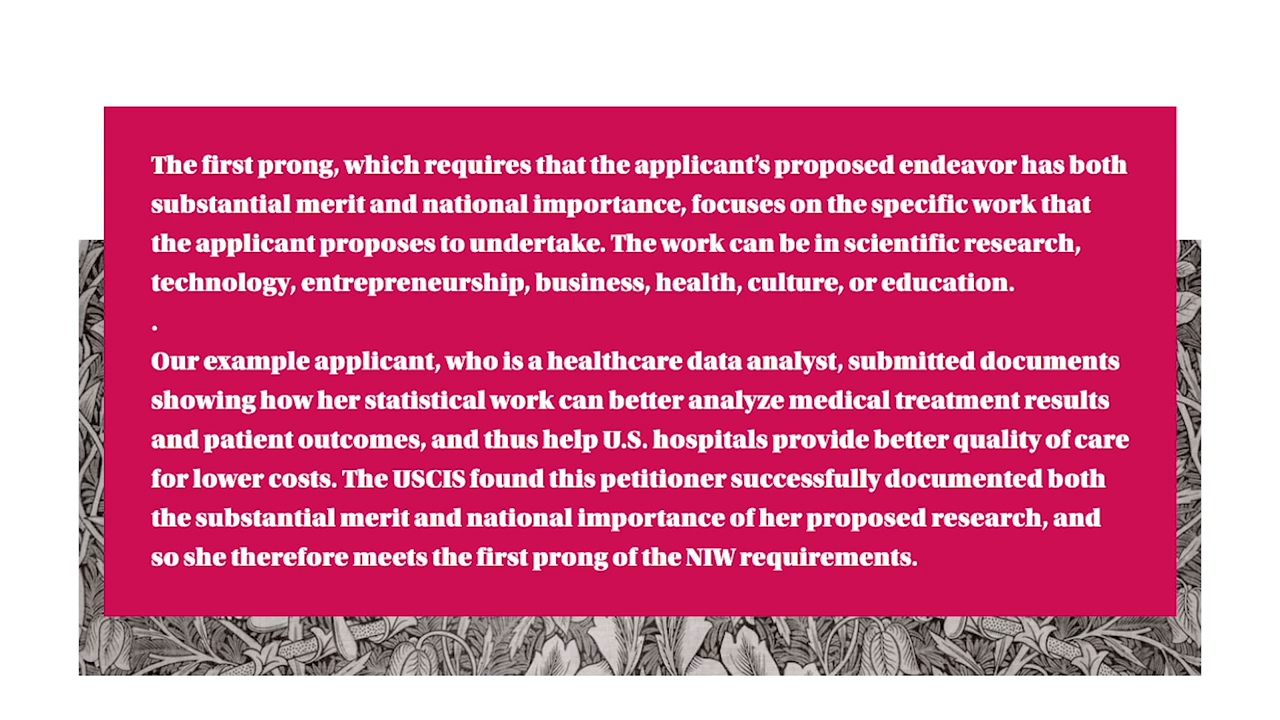 The first prong, which requires that the applicant’s proposed endeavor has both
substantial merit and national importance, focuses on the specific work that
the applicant proposes to undertake. The work can be in scientific research,
technology, entrepreneurship, business, health, culture, or education.
.
Our example applicant, who is a healthcare data analyst, submitted documents
showing how her statistical work can better analyze medical treatment results
and patient outcomes, and thus help U.S. hospitals provide better quality of care
for lower costs. The USCIS found this petitioner successfully documented both
the substantial merit and national importance of her proposed research, and
so she therefore meets the first prong of the NIW requirements.